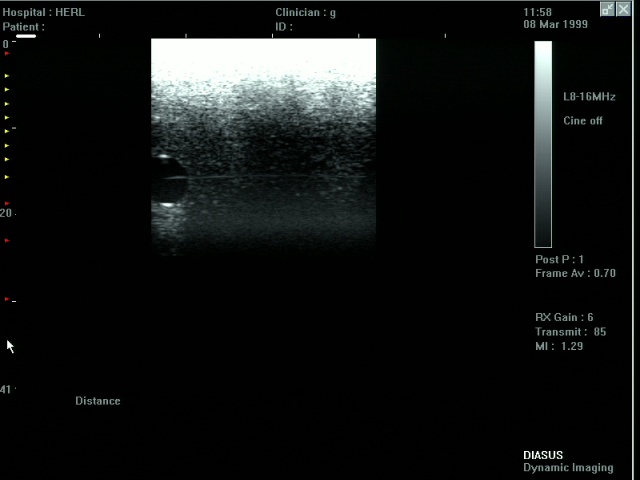 Hospital : HERL
Clinician : g
11:58
Patient :
ID :
08 Mar 1999
0
L8-16MHz
Cine off
20
Post P : 1
Frame Av : 0.70
RX Gain : 6
Transmit : 85
MI : 1.29
41
Distance
DIASUS
Dynamic Imaging